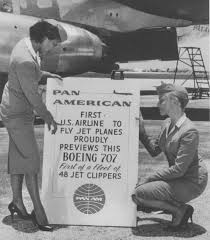 PAN
AMERICAN
FIRST
U.S. AIRLINE TO
FLY JET PLANES
PROUDLY
PREVIEWS THIS
BOEING 707
First of a Fleet of
48 JET CLIPPERS
PAN AM